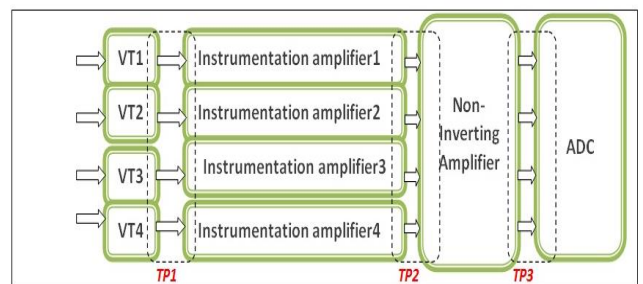 VT1
Instrumentation amplifier1
VT2
Instrumentation amplifier2
VT3
Instrumentation amplifier3
VT4
Instrumentation amplifier4
Non-
Inverting
Amplifier
ADC
TP1
TP2
TP3